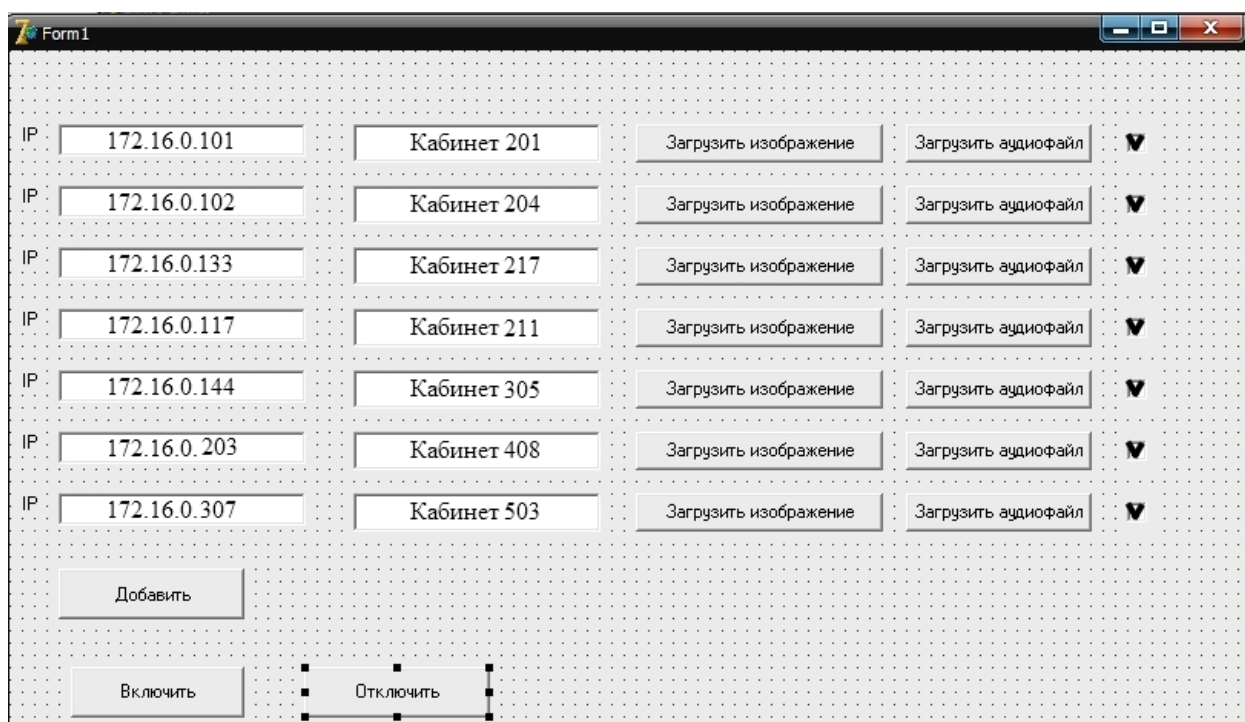 Form1
IP 172.16.0.101 Кабинет 201 Загрузить изображение Загрузить аудиофайл
IP 172.16.0.102 Кабинет 204 Загрузить изображение Загрузить аудиофайл
IP 172.16.0.133 Кабинет 217 Загрузить изображение Загрузить аудиофайл
IP 172.16.0.117 Кабинет 211 Загрузить изображение Загрузить аудиофайл
IP 172.16.0.144 Кабинет 305 Загрузить изображение Загрузить аудиофайл
IP 172.16.0.203 Кабинет 408 Загрузить изображение Загрузить аудиофайл
IP 172.16.0.307 Кабинет 503 Загрузить изображение Загрузить аудиофайл
Добавить
Включить Отключить